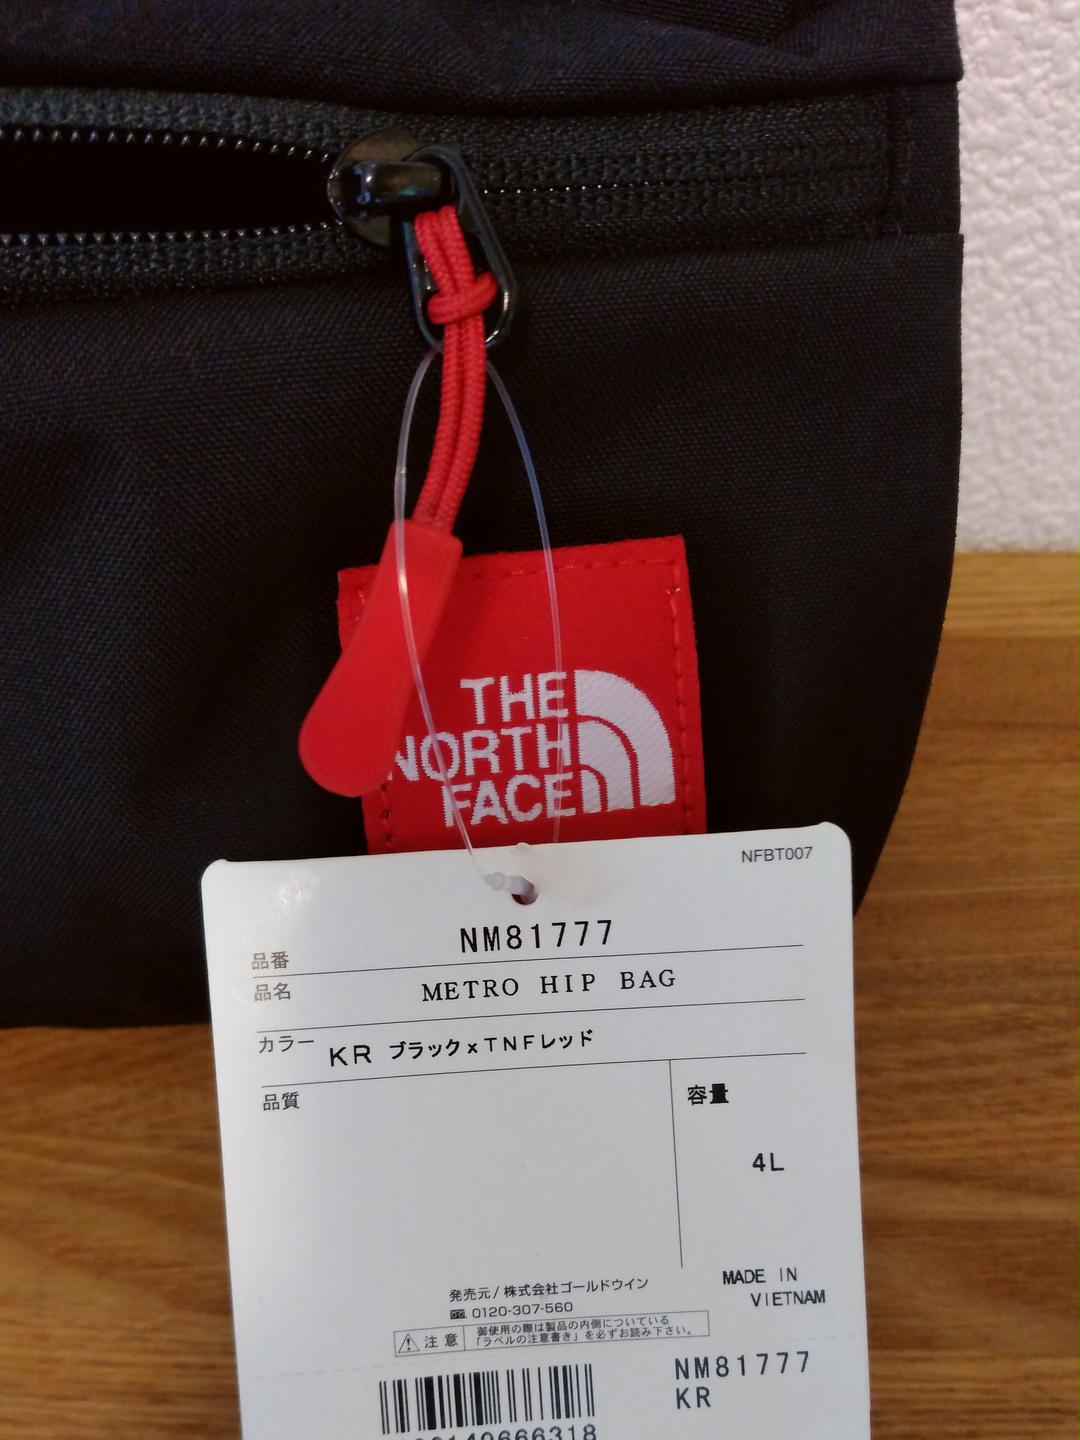 THE
NORTH
FACE
NFBT007
品番 NM81777
品名 METRO HIP BAG
カラー KR ブラックxTNFレッド
品質
容量
4L
MADE IN
VIETNAM
発売元/株式会社ゴールドウイン
0120-307-560
注意
御使用の際は製品の内側についている
「ラベルの注意書き」を必ずお読み下さい。
NM81777
KR